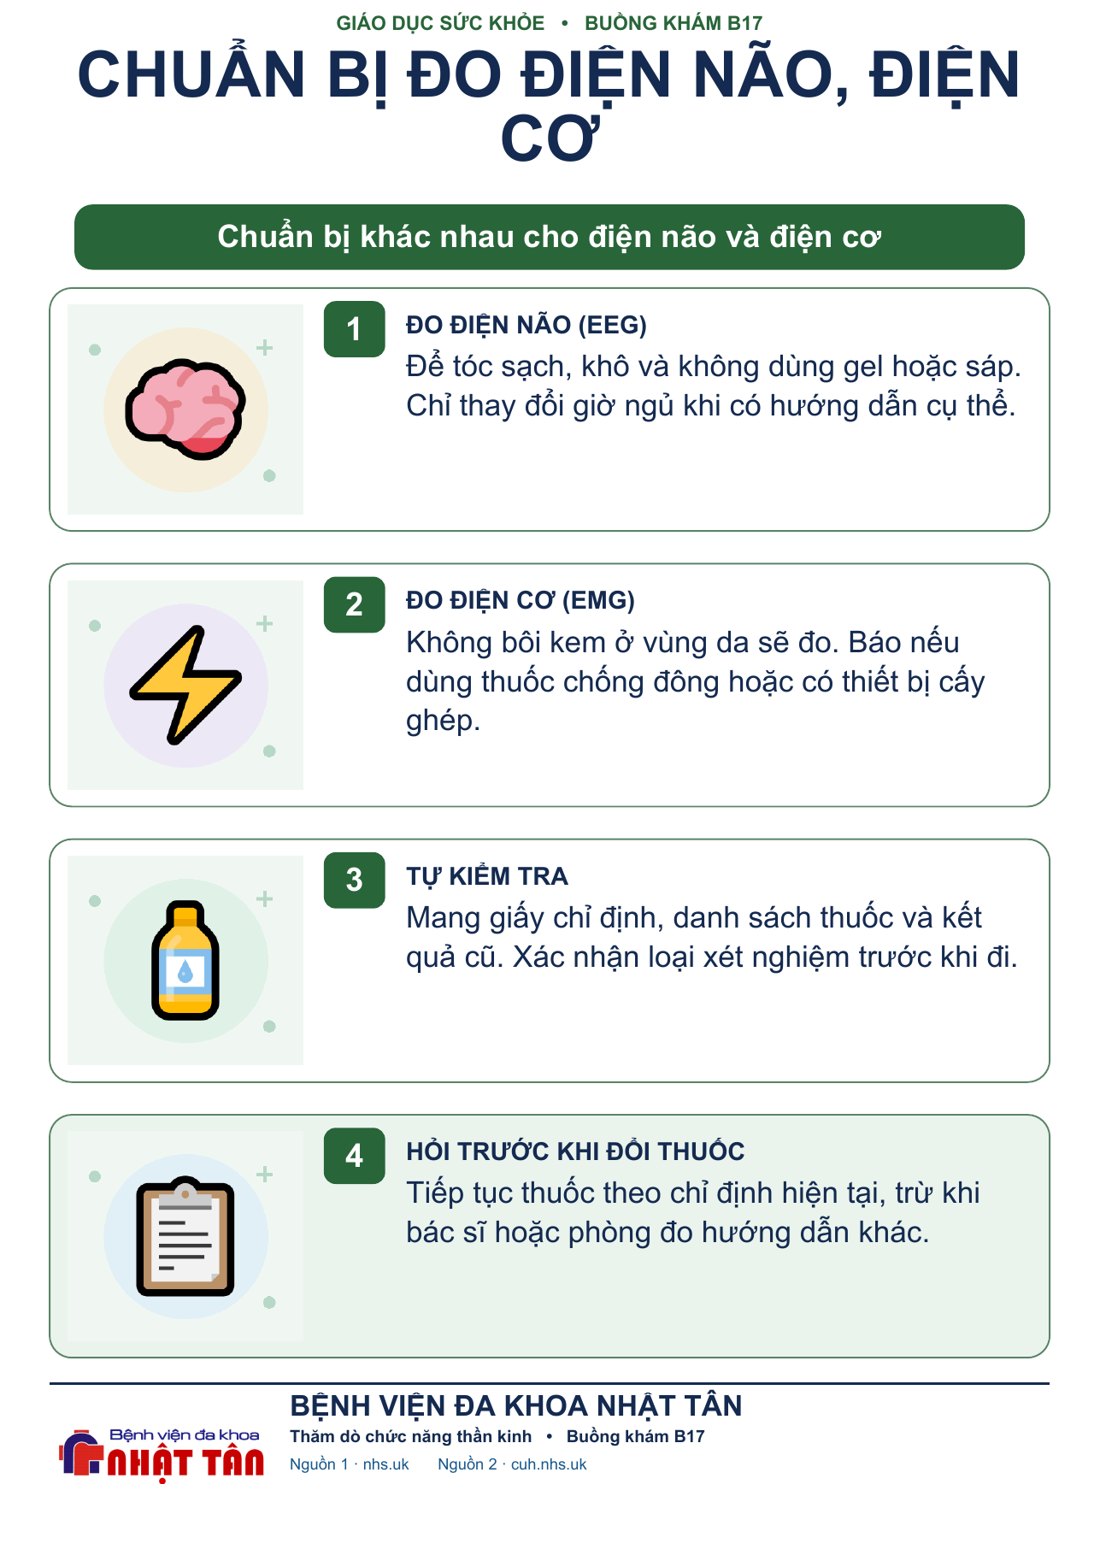 GIÁO DỤC SỨC KHỎE • BUỒNG KHÁM B17
CHUẨN BỊ ĐO ĐIỆN NÃO, ĐIỆN
CƠ
Chuẩn bị khác nhau cho điện não và điện cơ
1
ĐO ĐIỆN NÃO (EEG)
Để tóc sạch, khô và không dùng gel hoặc sáp.
Chỉ thay đổi giờ ngủ khi có hướng dẫn cụ thể.
2
ĐO ĐIỆN CƠ (EMG)
Không bôi kem ở vùng da sẽ đo. Báo nếu
dùng thuốc chống đông hoặc có thiết bị cấy
ghép.
3
TỰ KIỂM TRA
Mang giấy chỉ định, danh sách thuốc và kết
quả cũ. Xác nhận loại xét nghiệm trước khi đi.
4
HỎI TRƯỚC KHI ĐỔI THUỐC
Tiếp tục thuốc theo chỉ định hiện tại, trừ khi
bác sĩ hoặc phòng đo hướng dẫn khác.
BỆNH VIỆN ĐA KHOA NHẬT TÂN
Thăm dò chức năng thần kinh • Buồng khám B17
Nguồn 1 · nhs.uk Nguồn 2 · cuh.nhs.uk
Bệnh viện đa khoa
NHẬT TÂN